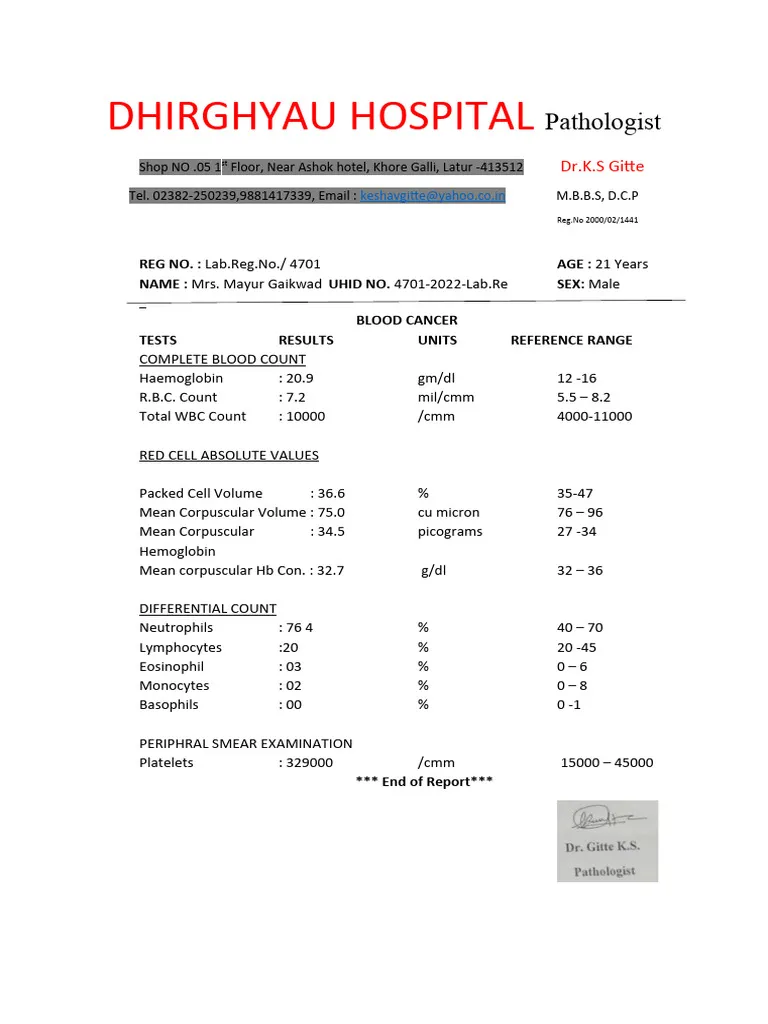 DHIRGHYAU HOSPITAL Pathologist
Shop NO .05 1st Floor, Near Ashok hotel, Khore Galli, Latur -413512 Dr.K.S Gitte
Tel. 02382-250239,9881417339, Email : keshavgitte@yahoo.co.in M.B.B.S, D.C.P
Reg.No 2000/02/1441
REG NO. : Lab.Reg.No./ 4701 AGE : 21 Years
NAME : Mrs. Mayur Gaikwad UHID NO. 4701-2022-Lab.Re SEX: Male
–
BLOOD CANCER
TESTS RESULTS UNITS REFERENCE RANGE
COMPLETE BLOOD COUNT
Haemoglobin : 20.9 gm/dl 12 -16
R.B.C. Count : 7.2 mil/cmm 5.5 – 8.2
Total WBC Count : 10000 /cmm 4000-11000
RED CELL ABSOLUTE VALUES
Packed Cell Volume : 36.6 % 35-47
Mean Corpuscular Volume : 75.0 cu micron 76 – 96
Mean Corpuscular : 34.5 picograms 27 -34
Hemoglobin
Mean corpuscular Hb Con. : 32.7 g/dl 32 – 36
DIFFERENTIAL COUNT
Neutrophils : 76 4 % 40 – 70
Lymphocytes :20 % 20 -45
Eosinophil : 03 % 0 – 6
Monocytes : 02 % 0 – 8
Basophils : 00 % 0 -1
PERIPHRAL SMEAR EXAMINATION
Platelets : 329000 /cmm 15000 – 45000
*** End of Report***
Dr. Gitte K.S.
Pathologist